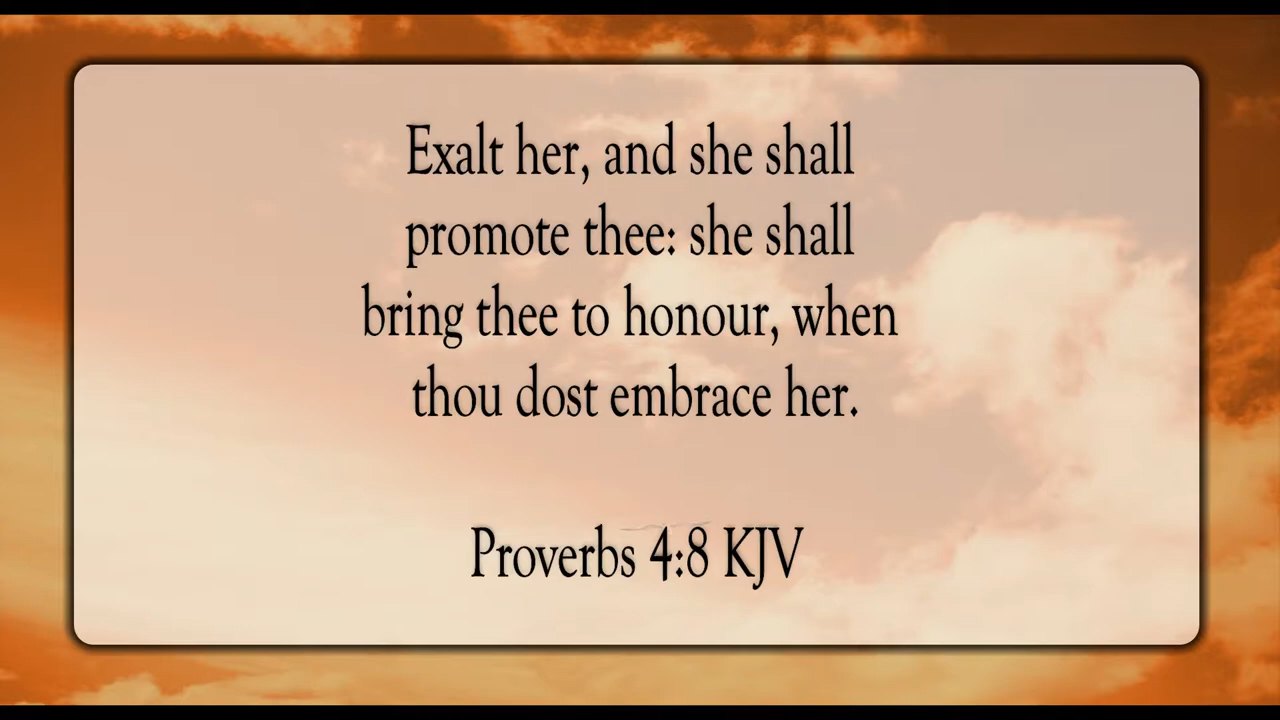 Exalt her, and she shall
promote thee: she shall
bring thee to honour, when
thou dost embrace her.
Proverbs 4:8 KJV